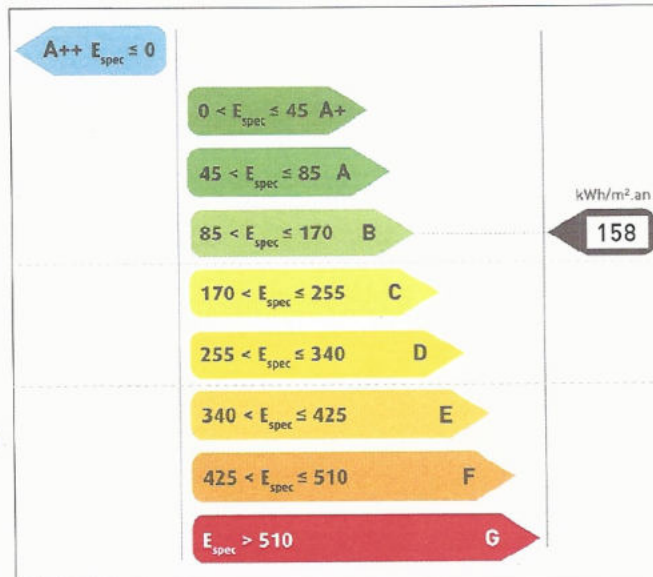 A++ Espec ≤ 0
0 < Espec ≤ 45 A+
45 < Espec ≤ 85 A
kWh/m².an
85 < Espec ≤ 170 B
158
170 < Espec ≤ 255 C
255 < Espec ≤ 340 D
340 < Espec ≤ 425 E
425 < Espec ≤ 510 F
Espec > 510 G